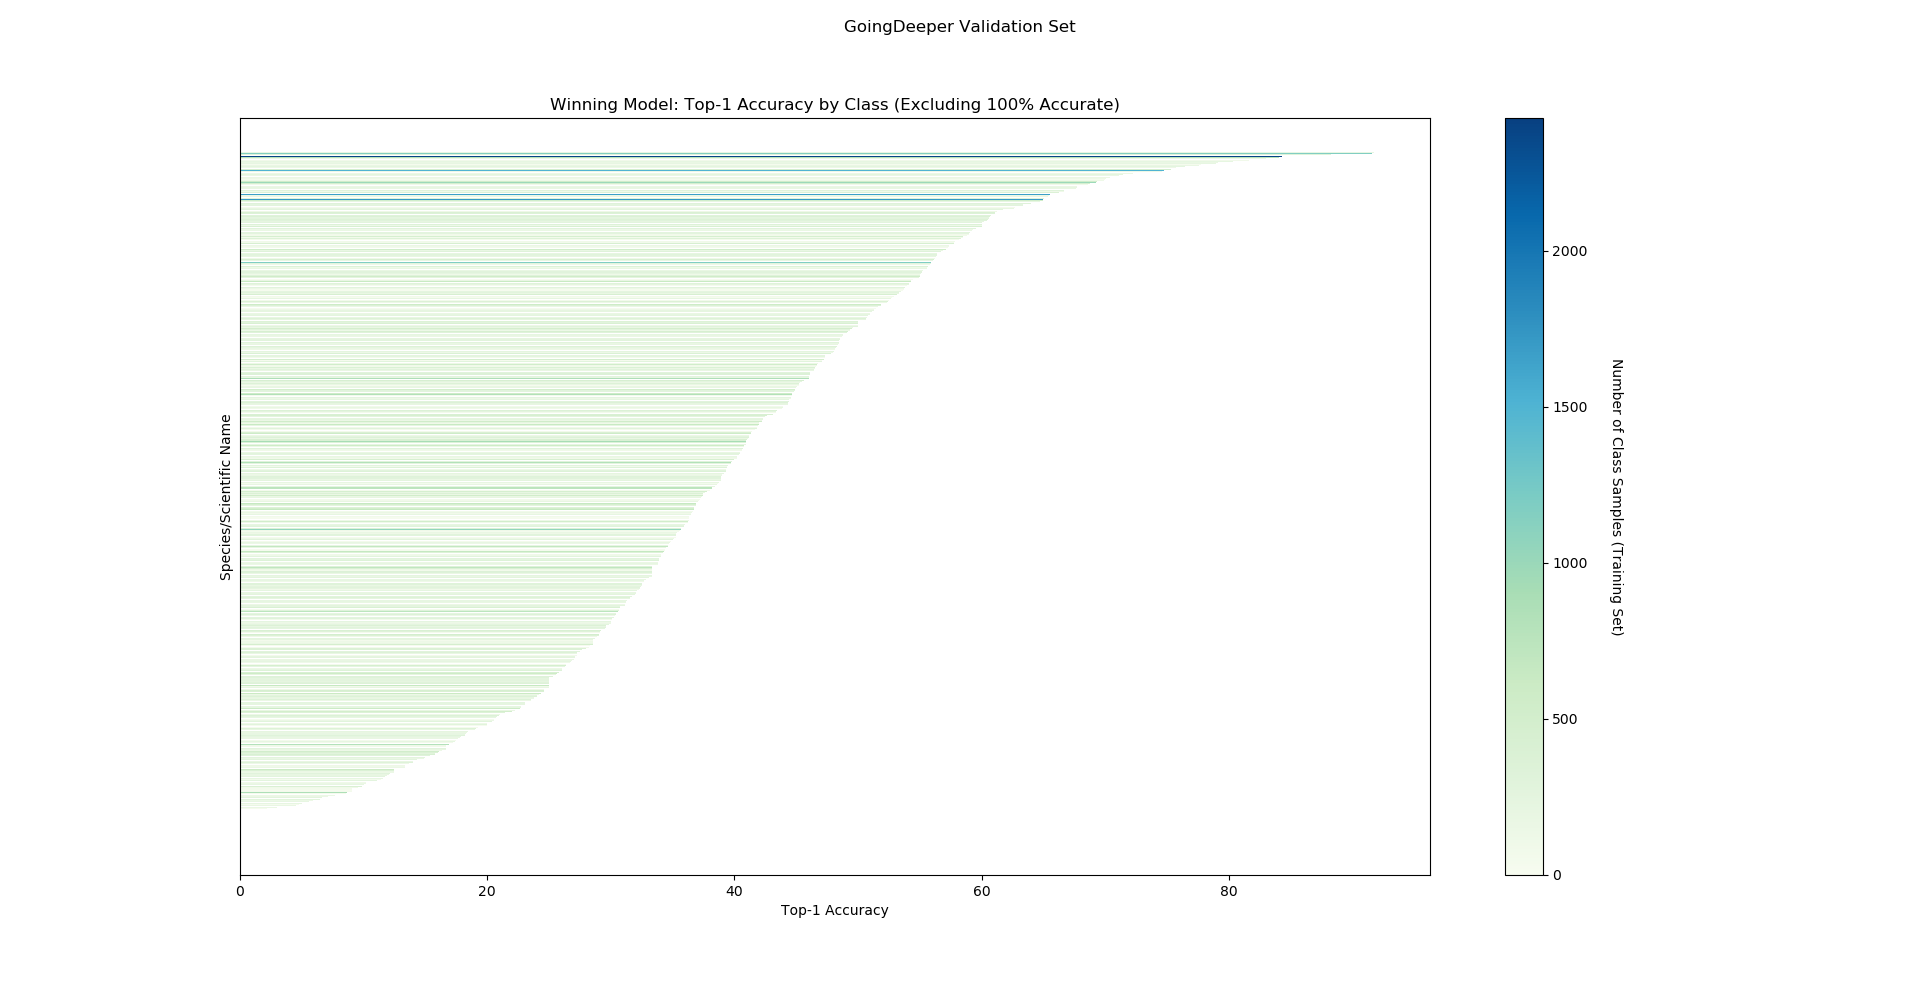 GoingDeeper Validation Set
Winning Model: Top-1 Accuracy by Class (Excluding 100% Accurate)
Species/Scientific Name
0
20
40
60
80
Top-1 Accuracy
2000
1500
1000
500
0
Number of Class Samples (Training Set)